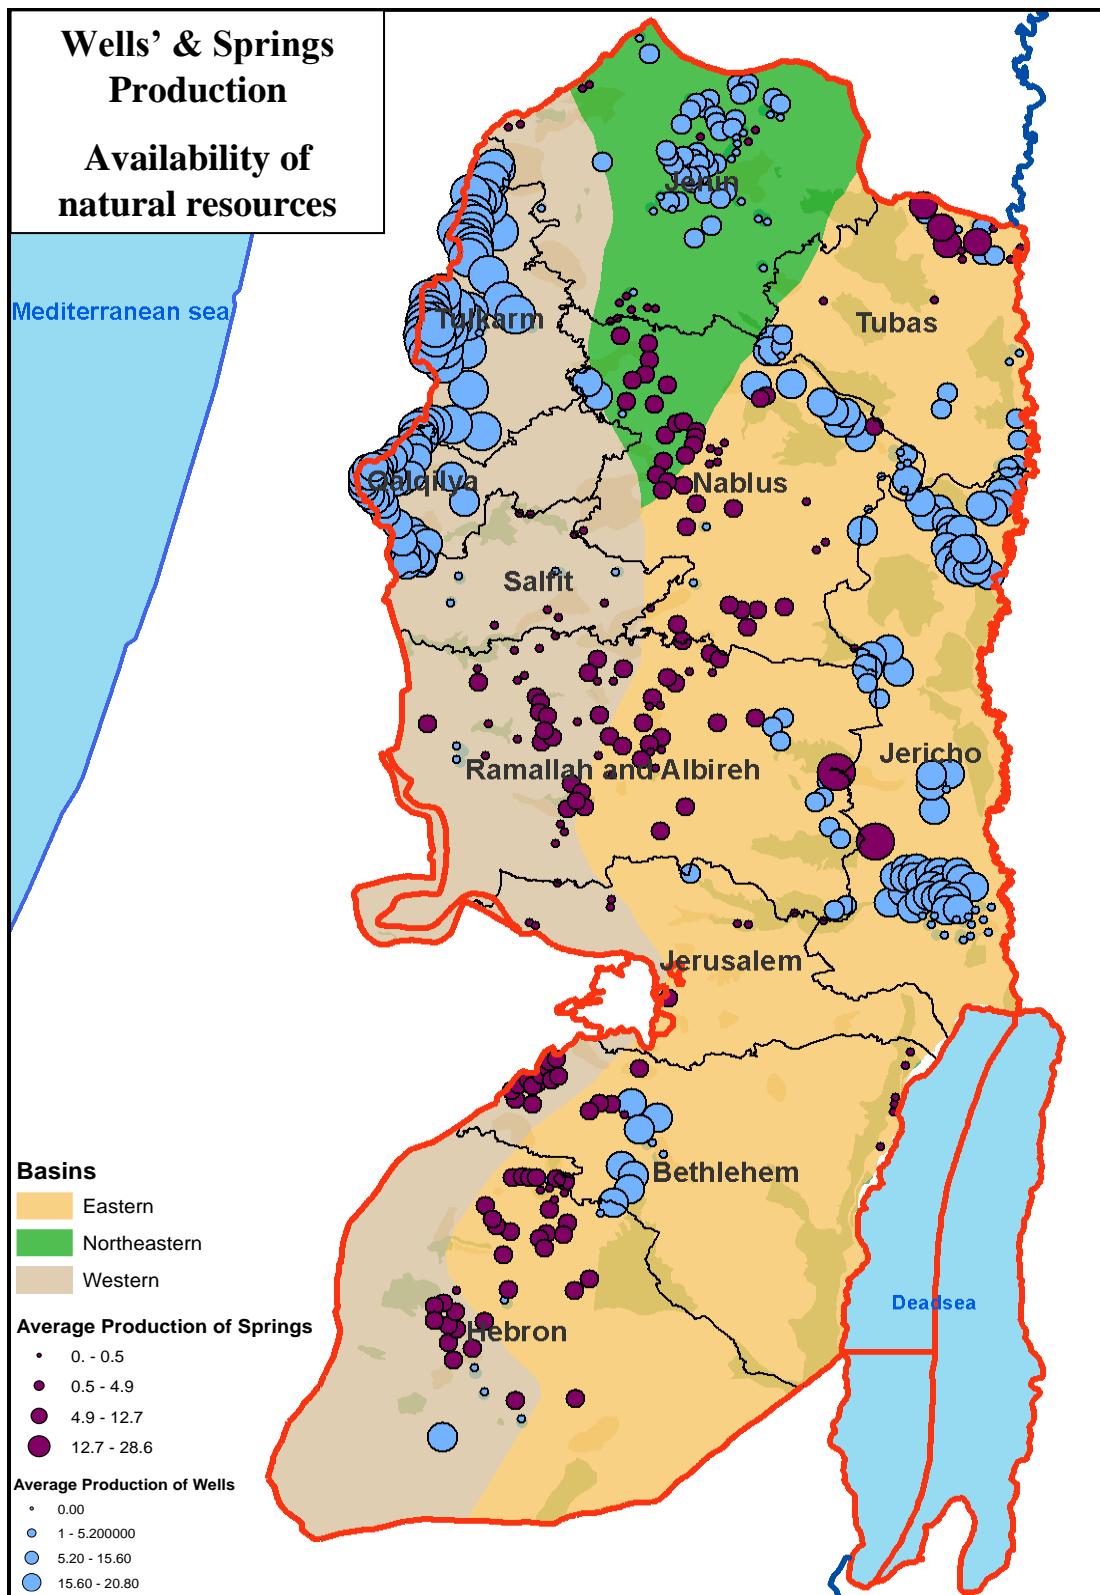 Wells’ & Springs
Production
Availability of
natural resources
Mediterranean sea
Jenin
Tulkarm
Tubas
Qalqilya
Nablus
Salfit
Ramallah and Albireh
Jericho
Jerusalem
Bethlehem
Hebron
Deadsea
Basins
Eastern
Northeastern
Western
Average Production of Springs
0. - 0.5
0.5 - 4.9
4.9 - 12.7
12.7 - 28.6
Average Production of Wells
0.00
1 - 5.200000
5.20 - 15.60
15.60 - 20.80